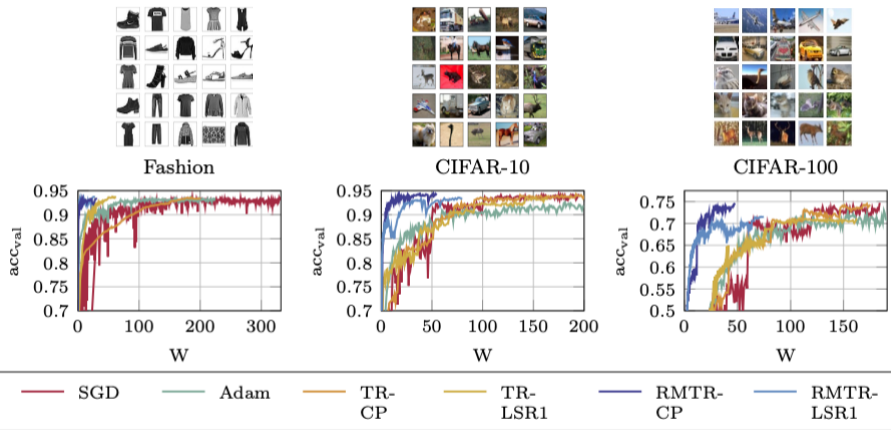 Fashion
CIFAR-10
CIFAR-100
0.95
0.9
0.85
0.8
0.75
0.7
acc_val
0 100 200 300
W
0.95
0.9
0.85
0.8
0.75
0.7
acc_val
0 50 100 150 200
W
0.75
0.7
0.65
0.6
0.55
0.5
acc_val
0 50 100 150
W
SGD
Adam
TR-
CP
TR-
LSR1
RMTR-
CP
RMTR-
LSR1